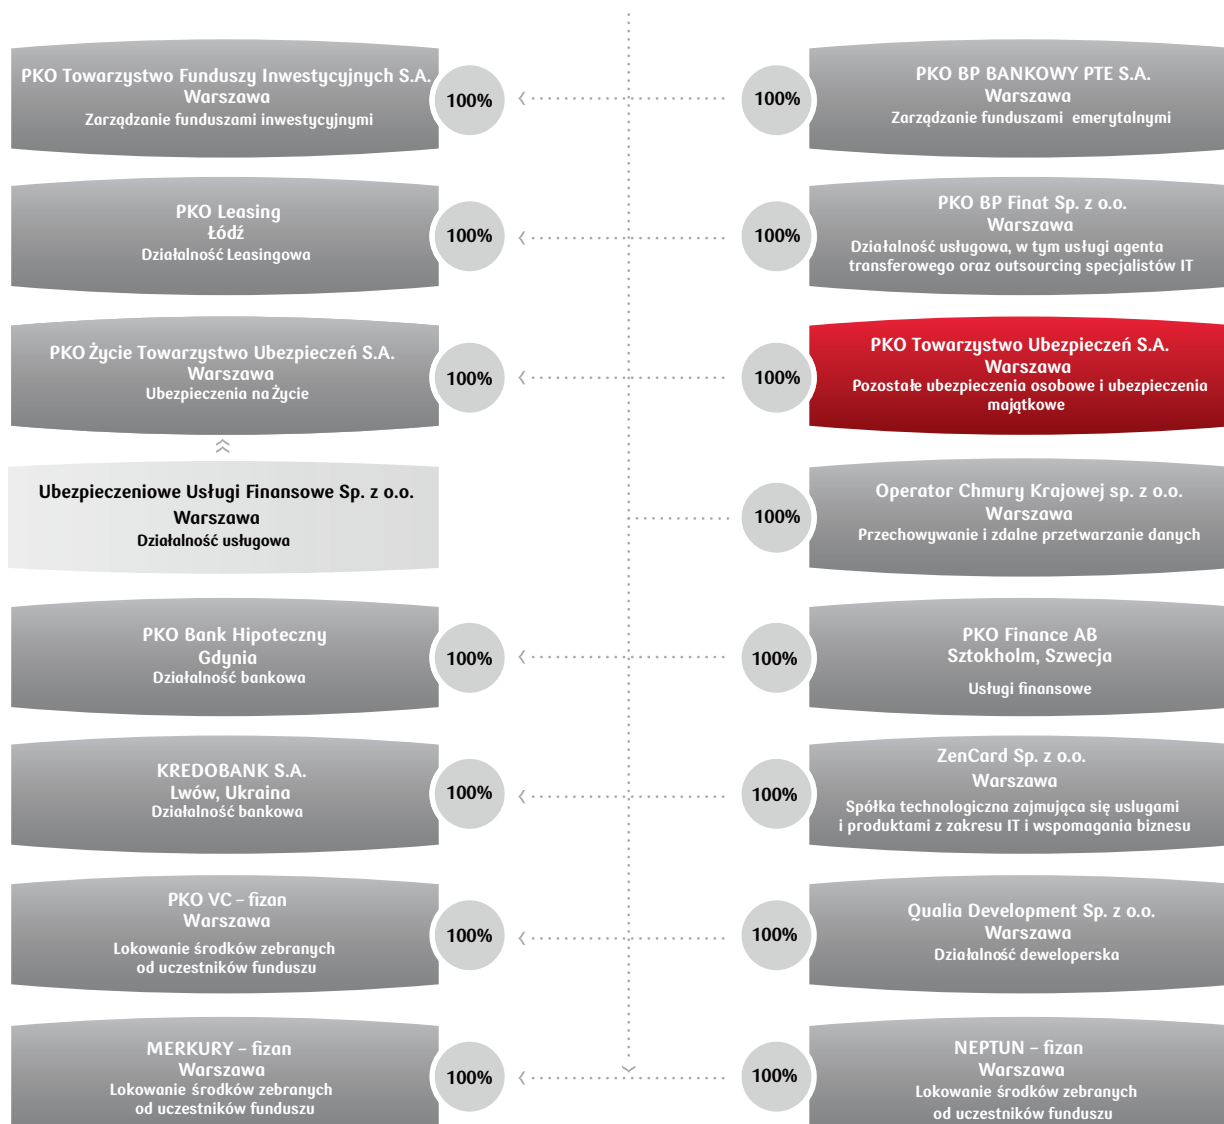 PKO Towarzystwo Funduszy Inwestycyjnych S.A.
Warszawa
Zarządzanie funduszami inwestycyjnymi
100%
100%
PKO BP BANKOWY PTE S.A.
Warszawa
Zarządzanie funduszami emerytalnymi
PKO Leasing
Łódź
Działalność Leasingowa
100%
100%
PKO BP Finat Sp. z o.o.
Warszawa
Działalność usługowa, w tym usługi agenta
transferowego oraz outsourcing specjalistów IT
PKO Życie Towarzystwo Ubezpieczeń S.A.
Warszawa
Ubezpieczenia na Życie
100%
100%
PKO Towarzystwo Ubezpieczeń S.A.
Warszawa
Pozostałe ubezpieczenia osobowe i ubezpieczenia
majątkowe
Ubezpieczeniowe Usługi Finansowe Sp. z o.o.
Warszawa
Działalność usługowa
100%
Operator Chmury Krajowej sp. z o.o.
Warszawa
Przechowywanie i zdalne przetwarzanie danych
PKO Bank Hipoteczny
Gdynia
Działalność bankowa
100%
100%
PKO Finance AB
Sztokholm, Szwecja
Usługi finansowe
KREDOBANK S.A.
Lwów, Ukraina
Działalność bankowa
100%
100%
ZenCard Sp. z o.o.
Warszawa
Spółka technologiczna zajmująca się uslugami
i produktami z zakresu IT i wspomagania biznesu
PKO VC – fizan
Warszawa
Lokowanie środków zebranych
od uczestników funduszu
100%
100%
Qualia Development Sp. z o.o.
Warszawa
Działalność deweloperska
MERKURY – fizan
Warszawa
Lokowanie środków zebranych
od uczestników funduszu
100%
100%
NEPTUN – fizan
Warszawa
Lokowanie środków zebranych
od uczestników funduszu